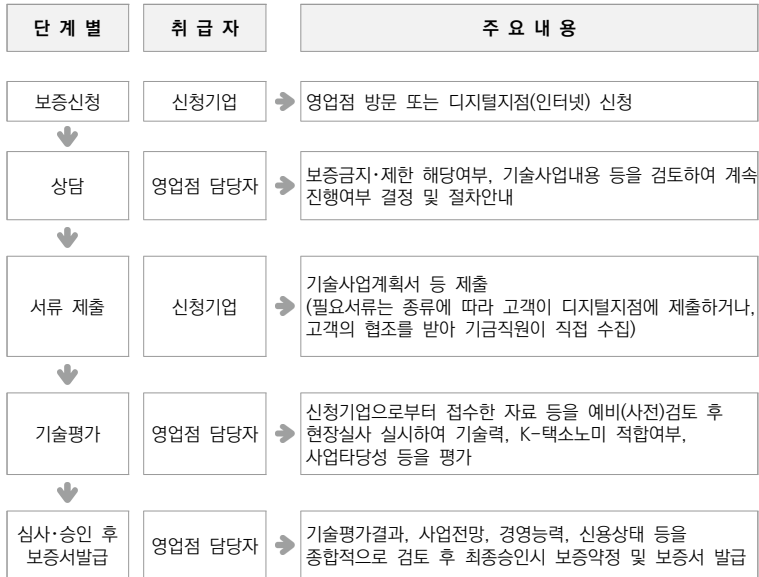 단 계 별 취 급 자 주 요 내 용
보증신청 신청기업 영업점 방문 또는 디지털지점(인터넷) 신청
상담 영업점 담당자 보증금지·제한 해당여부, 기술사업내용 등을 검토하여 계속
진행여부 결정 및 절차안내
서류 제출 신청기업 기술사업계획서 등 제출
(필요서류는 종류에 따라 고객이 디지털지점에 제출하거나,
고객의 협조를 받아 기금직원이 직접 수집)
기술평가 영업점 담당자 신청기업으로부터 접수한 자료 등을 예비(사전)검토 후
현장실사 실시하여 기술력, K-택소노미 적합여부,
사업타당성 등을 평가
심사·승인 후
보증서발급 영업점 담당자 기술평가결과, 사업전망, 경영능력, 신용상태 등을
종합적으로 검토 후 최종승인시 보증약정 및 보증서 발급